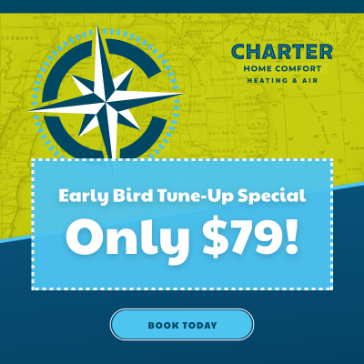 CHARTER
HOME COMFORT
HEATING & AIR
Early Bird Tune-Up Special
Only $79!
BOOK TODAY